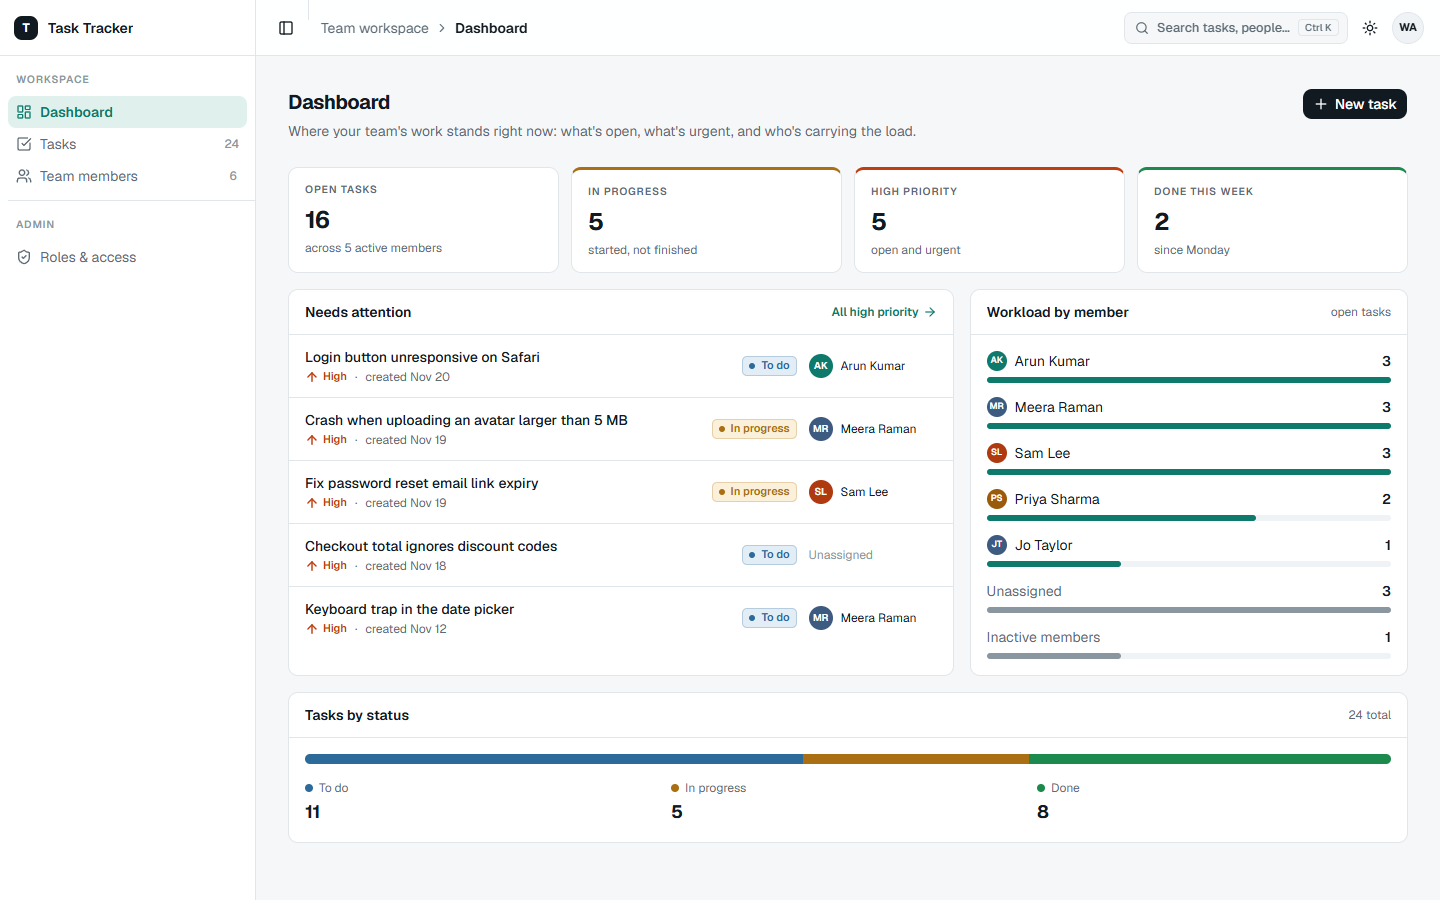 T Task Tracker
Team workspace > Dashboard
Search tasks, people... Ctrl K
WA
WORKSPACE
Dashboard
Tasks 24
Team members 6
ADMIN
Roles & access
Dashboard
Where your team's work stands right now: what's open, what's urgent, and who's carrying the load.
+ New task
OPEN TASKS
16
across 5 active members
IN PROGRESS
5
started, not finished
HIGH PRIORITY
5
open and urgent
DONE THIS WEEK
2
since Monday
Needs attention
All high priority →
Login button unresponsive on Safari
↑ High · created Nov 20
To do
AK Arun Kumar
Crash when uploading an avatar larger than 5 MB
↑ High · created Nov 19
In progress
MR Meera Raman
Fix password reset email link expiry
↑ High · created Nov 19
In progress
SL Sam Lee
Checkout total ignores discount codes
↑ High · created Nov 18
To do
Unassigned
Keyboard trap in the date picker
↑ High · created Nov 12
To do
MR Meera Raman
Workload by member
open tasks
AK Arun Kumar 3
MR Meera Raman 3
SL Sam Lee 3
PS Priya Sharma 2
JT Jo Taylor 1
Unassigned 3
Inactive members 1
Tasks by status
24 total
To do
11
In progress
5
Done
8